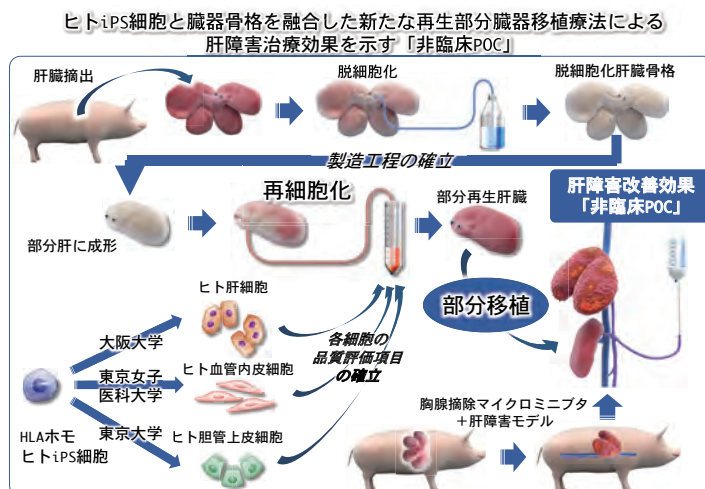 ヒトiPS細胞と臓器骨格を融合した新たな再生部分臓器移植療法による
肝障害治療効果を示す「非臨床POC」
肝臓摘出
脱細胞化
脱細胞化肝臓骨格
製造工程の確立
部分肝に成形
再細胞化
部分再生肝臓
肝障害改善効果
「非臨床POC」
部分移植
ヒト肝細胞
大阪大学
各細胞の
品質評価項目
の確立
東京女子
医科大学
ヒト血管内皮細胞
HLAホモ
ヒトiPS細胞
東京大学
ヒト胆管上皮細胞
胸腺摘除マイクロミニブタ
+肝障害モデル